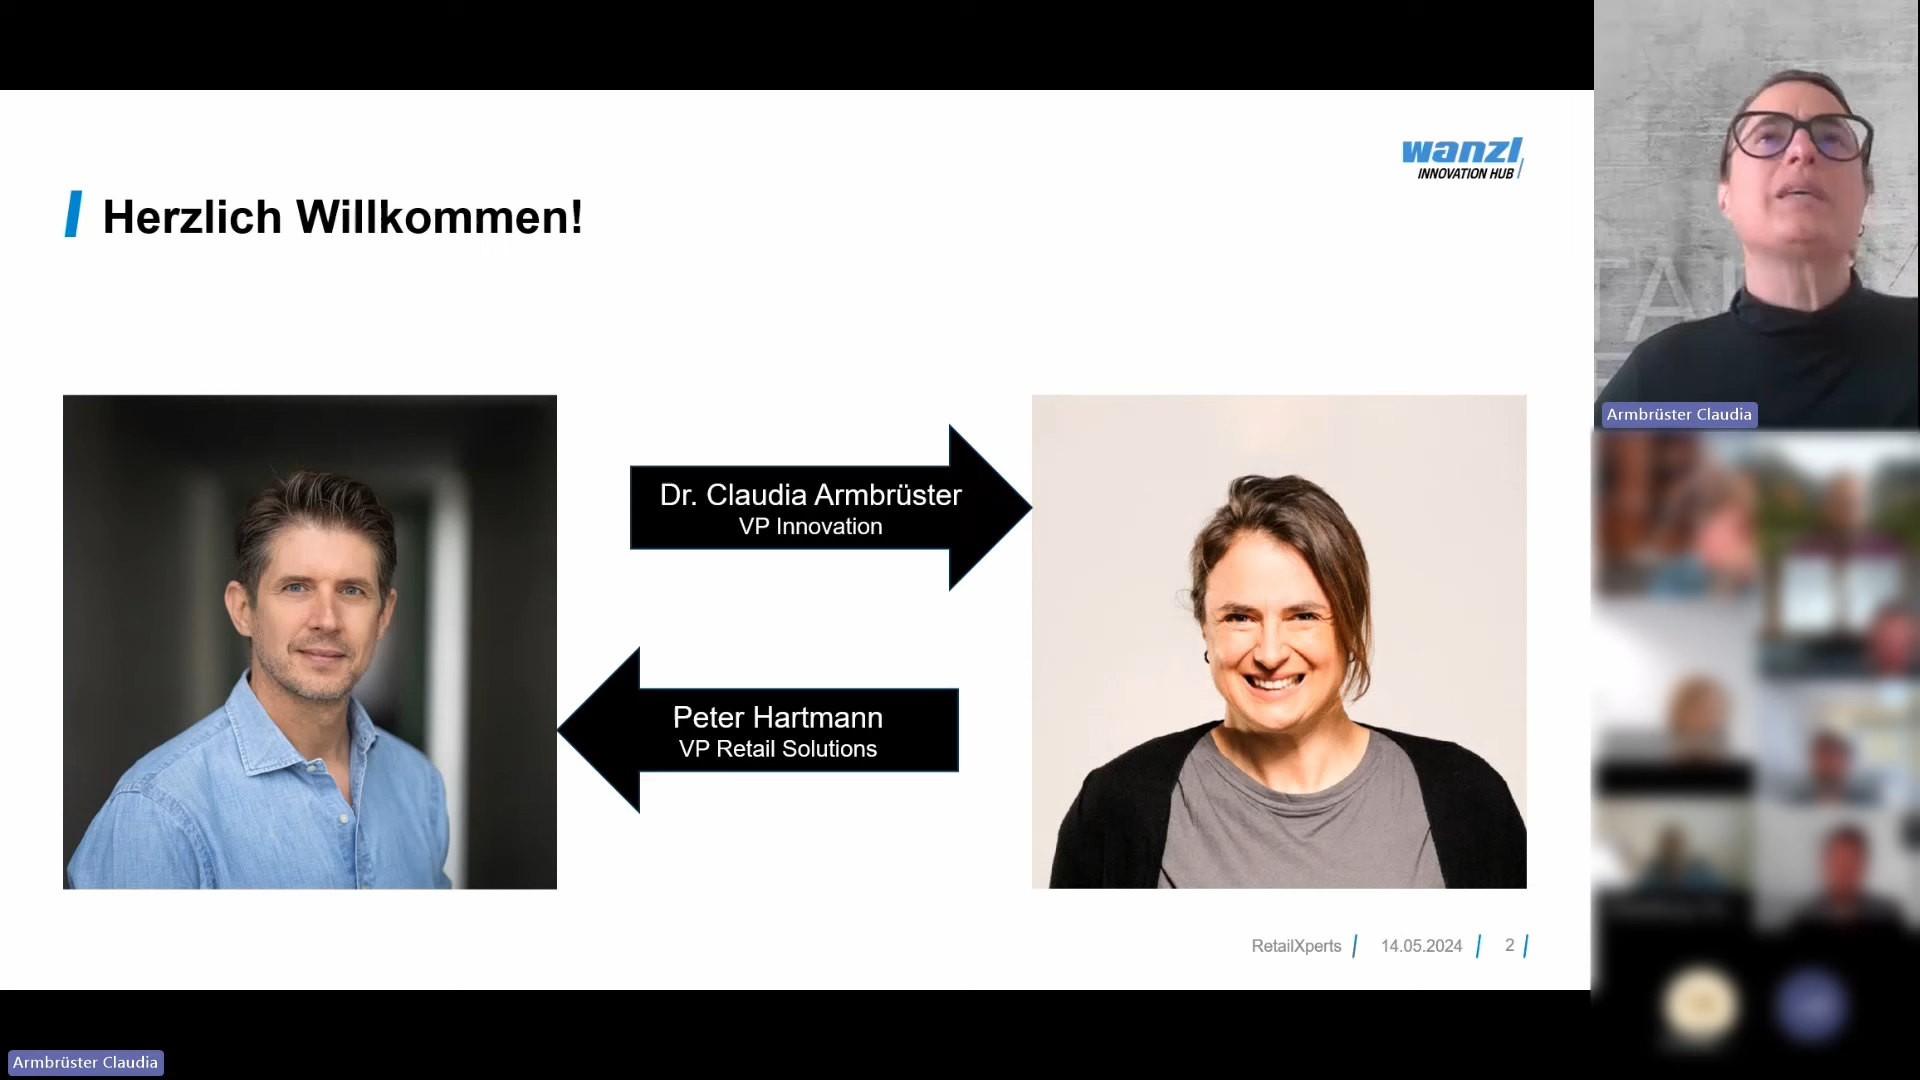 wanzl
INNOVATION HUB
Herzlich Willkommen!
Dr. Claudia Armbrüster
VP Innovation
Peter Hartmann
VP Retail Solutions
RetailXperts
14.05.2024
2
Armbrüster Claudia
Armbrüster Claudia